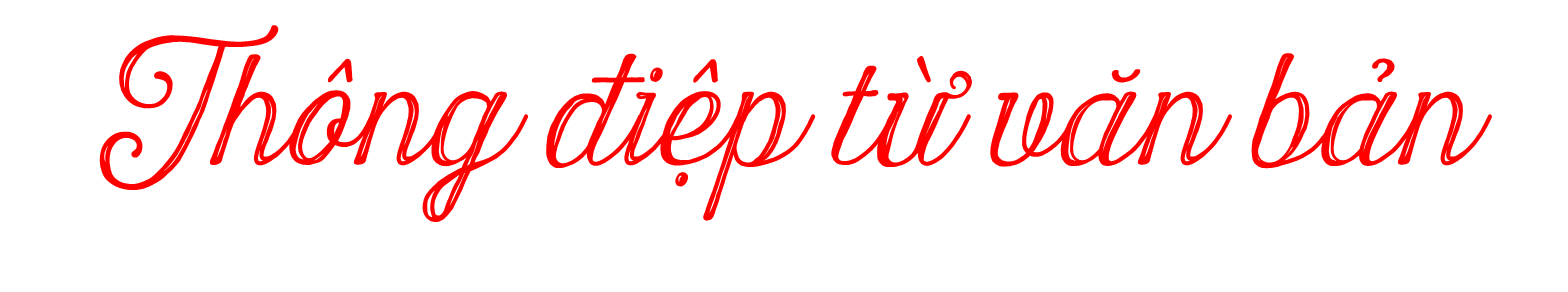 Thông điệp từ văn bản